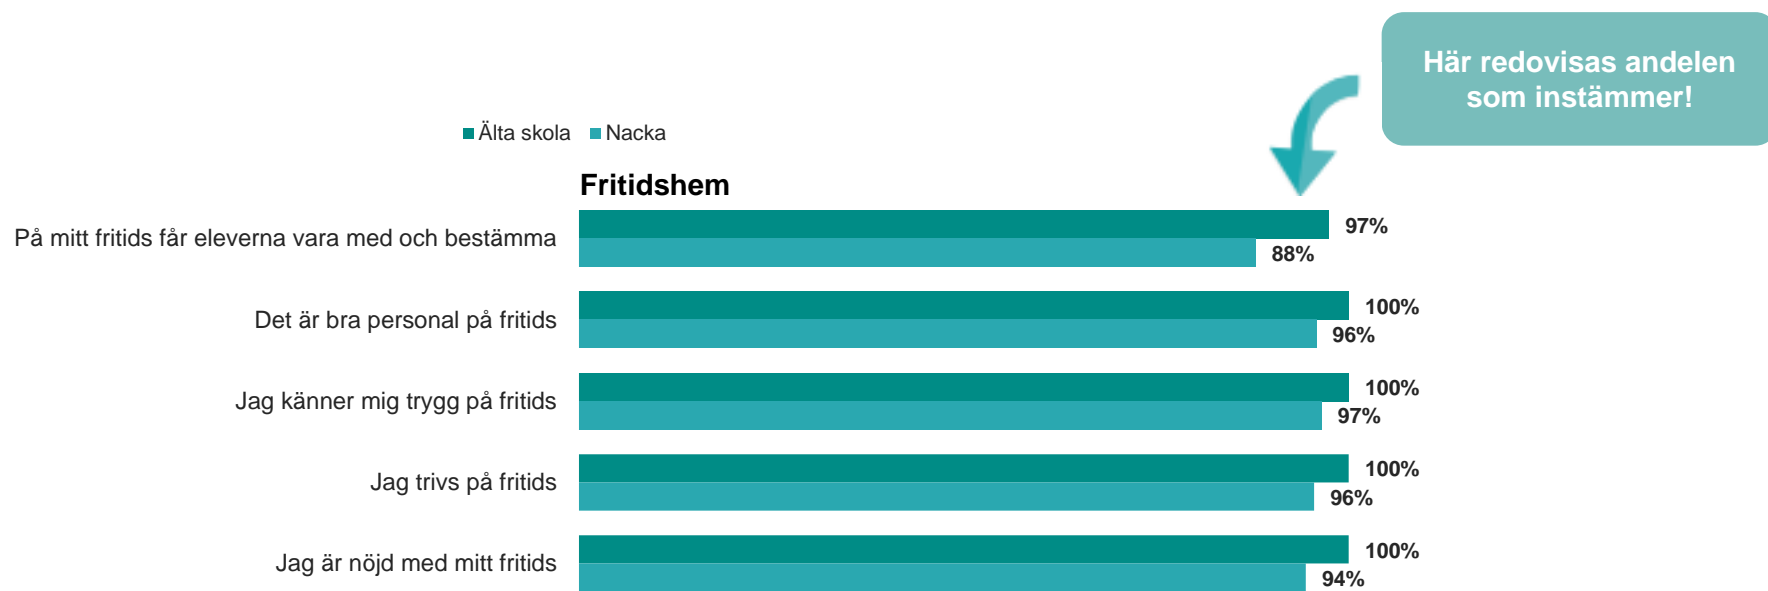 Här redovisas andelen
som instämmer!
Älta skola Nacka
Fritidshem
På mitt fritids får eleverna vara med och bestämma
97%
88%
Det är bra personal på fritids
100%
96%
Jag känner mig trygg på fritids
100%
97%
Jag trivs på fritids
100%
96%
Jag är nöjd med mitt fritids
100%
94%